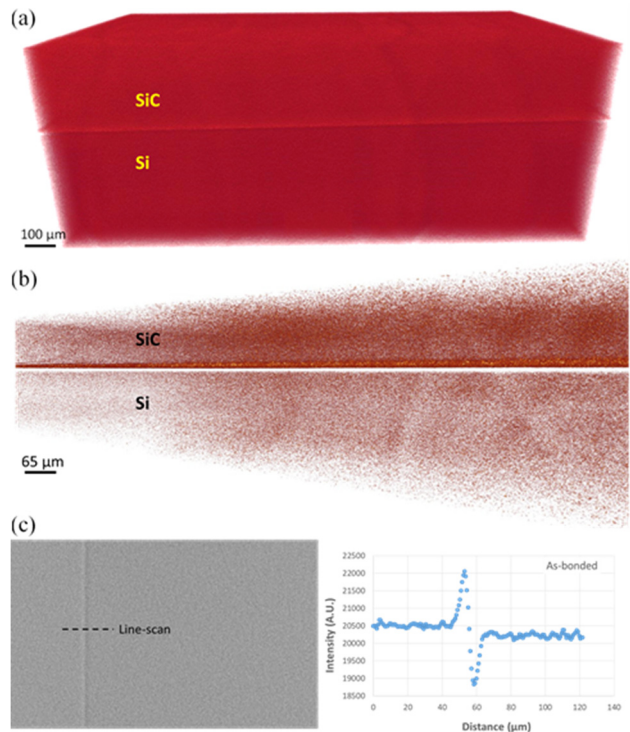 (a)
SiC
Si
100 μm
(b)
SiC
Si
65 μm
(c)
Line-scan
As-bonded
Intensity (A.U.)
22500
22000
21500
21000
20500
20000
19500
19000
18500
0 20 40 60 80 100 120 140
Distance (μm)